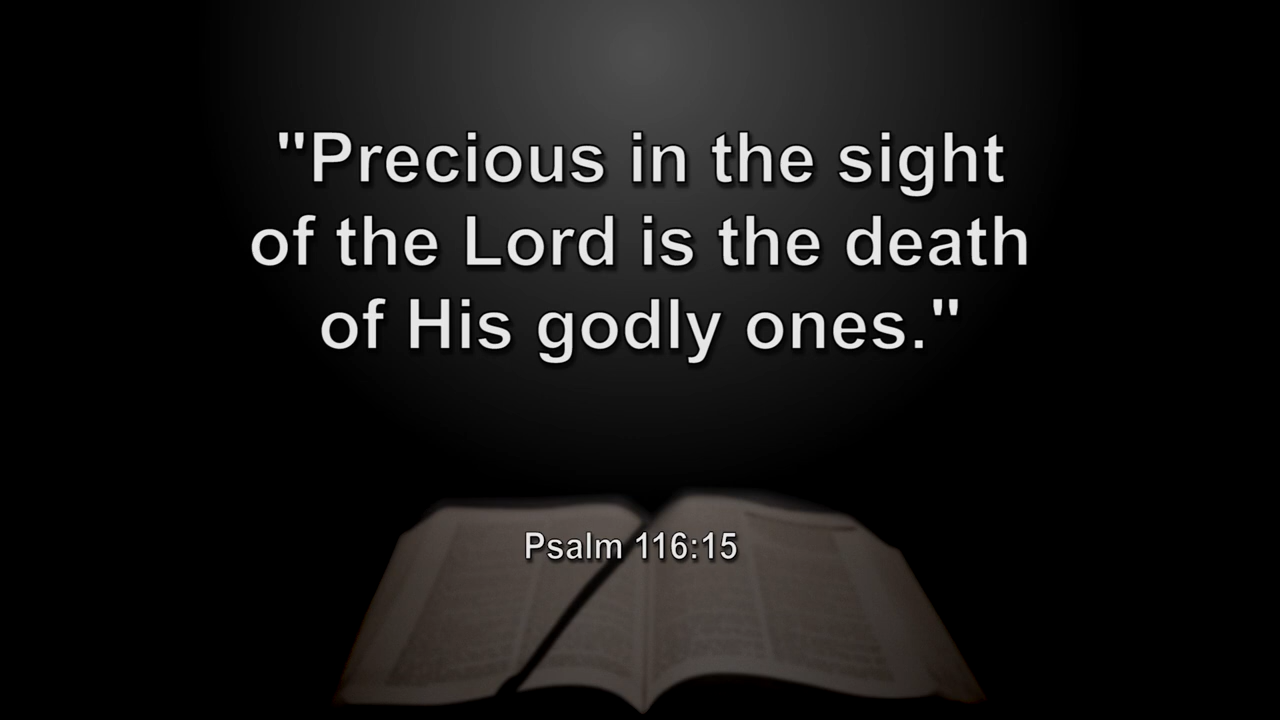 "Precious in the sight
of the Lord is the death
of His godly ones."
Psalm 116:15